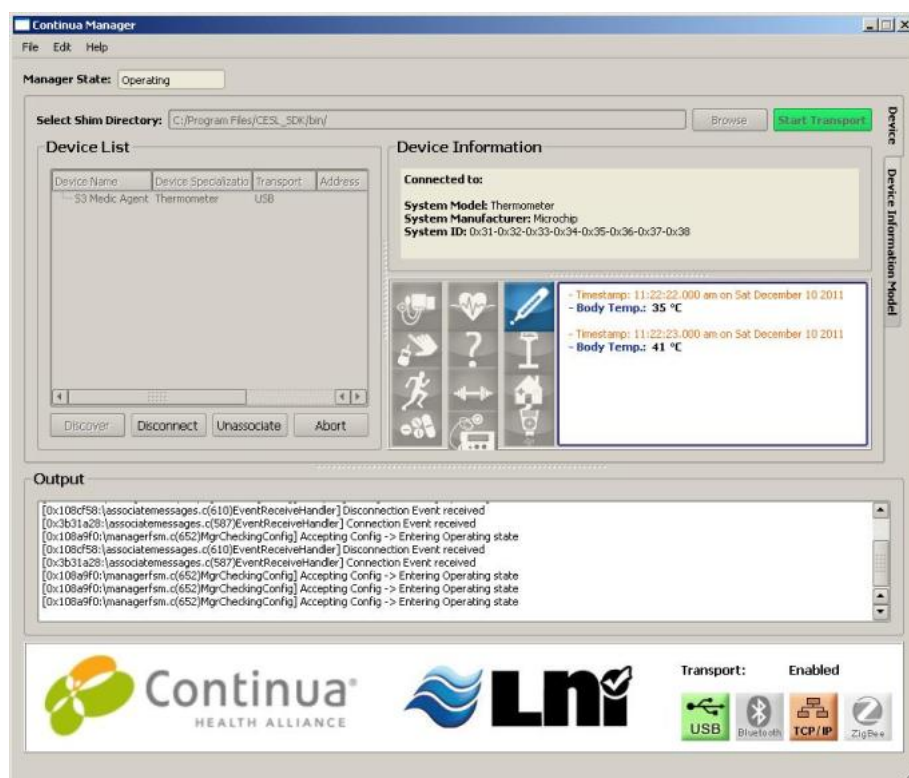 Continua Manager
File Edit Help
Manager State: Operating
Select Shim Directory: C:/Program Files/CESL_SDK/bin/ Browse Start Transport
Device
Device Information Model
Device List
Device Name Device Specializatio Transport Address
S3 Medic Agent Thermometer USB
Discover Disconnect Unassociate Abort
Device Information
Connected to:
System Model: Thermometer
System Manufacturer: Microchip
System ID: 0x31-0x32-0x33-0x34-0x35-0x36-0x37-0x38
?
- Timestamp: 11:22:22.000 am on Sat December 10 2011
- Body Temp.: 35 °C
- Timestamp: 11:22:23.000 am on Sat December 10 2011
- Body Temp.: 41 °C
Output
[0x108cf58:\associatemessages.c(610)EventReceiveHandler] Disconnection Event received
[0x3b31a28:\associatemessages.c(587)EventReceiveHandler] Connection Event received
[0x108a9f0:\managerfsm.c(652)MgrCheckingConfig] Accepting Config -> Entering Operating state
[0x108cf58:\associatemessages.c(610)EventReceiveHandler] Disconnection Event received
[0x3b31a28:\associatemessages.c(587)EventReceiveHandler] Connection Event received
[0x108a9f0:\managerfsm.c(652)MgrCheckingConfig] Accepting Config -> Entering Operating state
[0x108a9f0:\managerfsm.c(652)MgrCheckingConfig] Accepting Config -> Entering Operating state
[0x108a9f0:\managerfsm.c(652)MgrCheckingConfig] Accepting Config -> Entering Operating state
Continua®
HEALTH ALLIANCE
LNI
Transport: Enabled
USB Bluetooth TCP/IP ZigBee